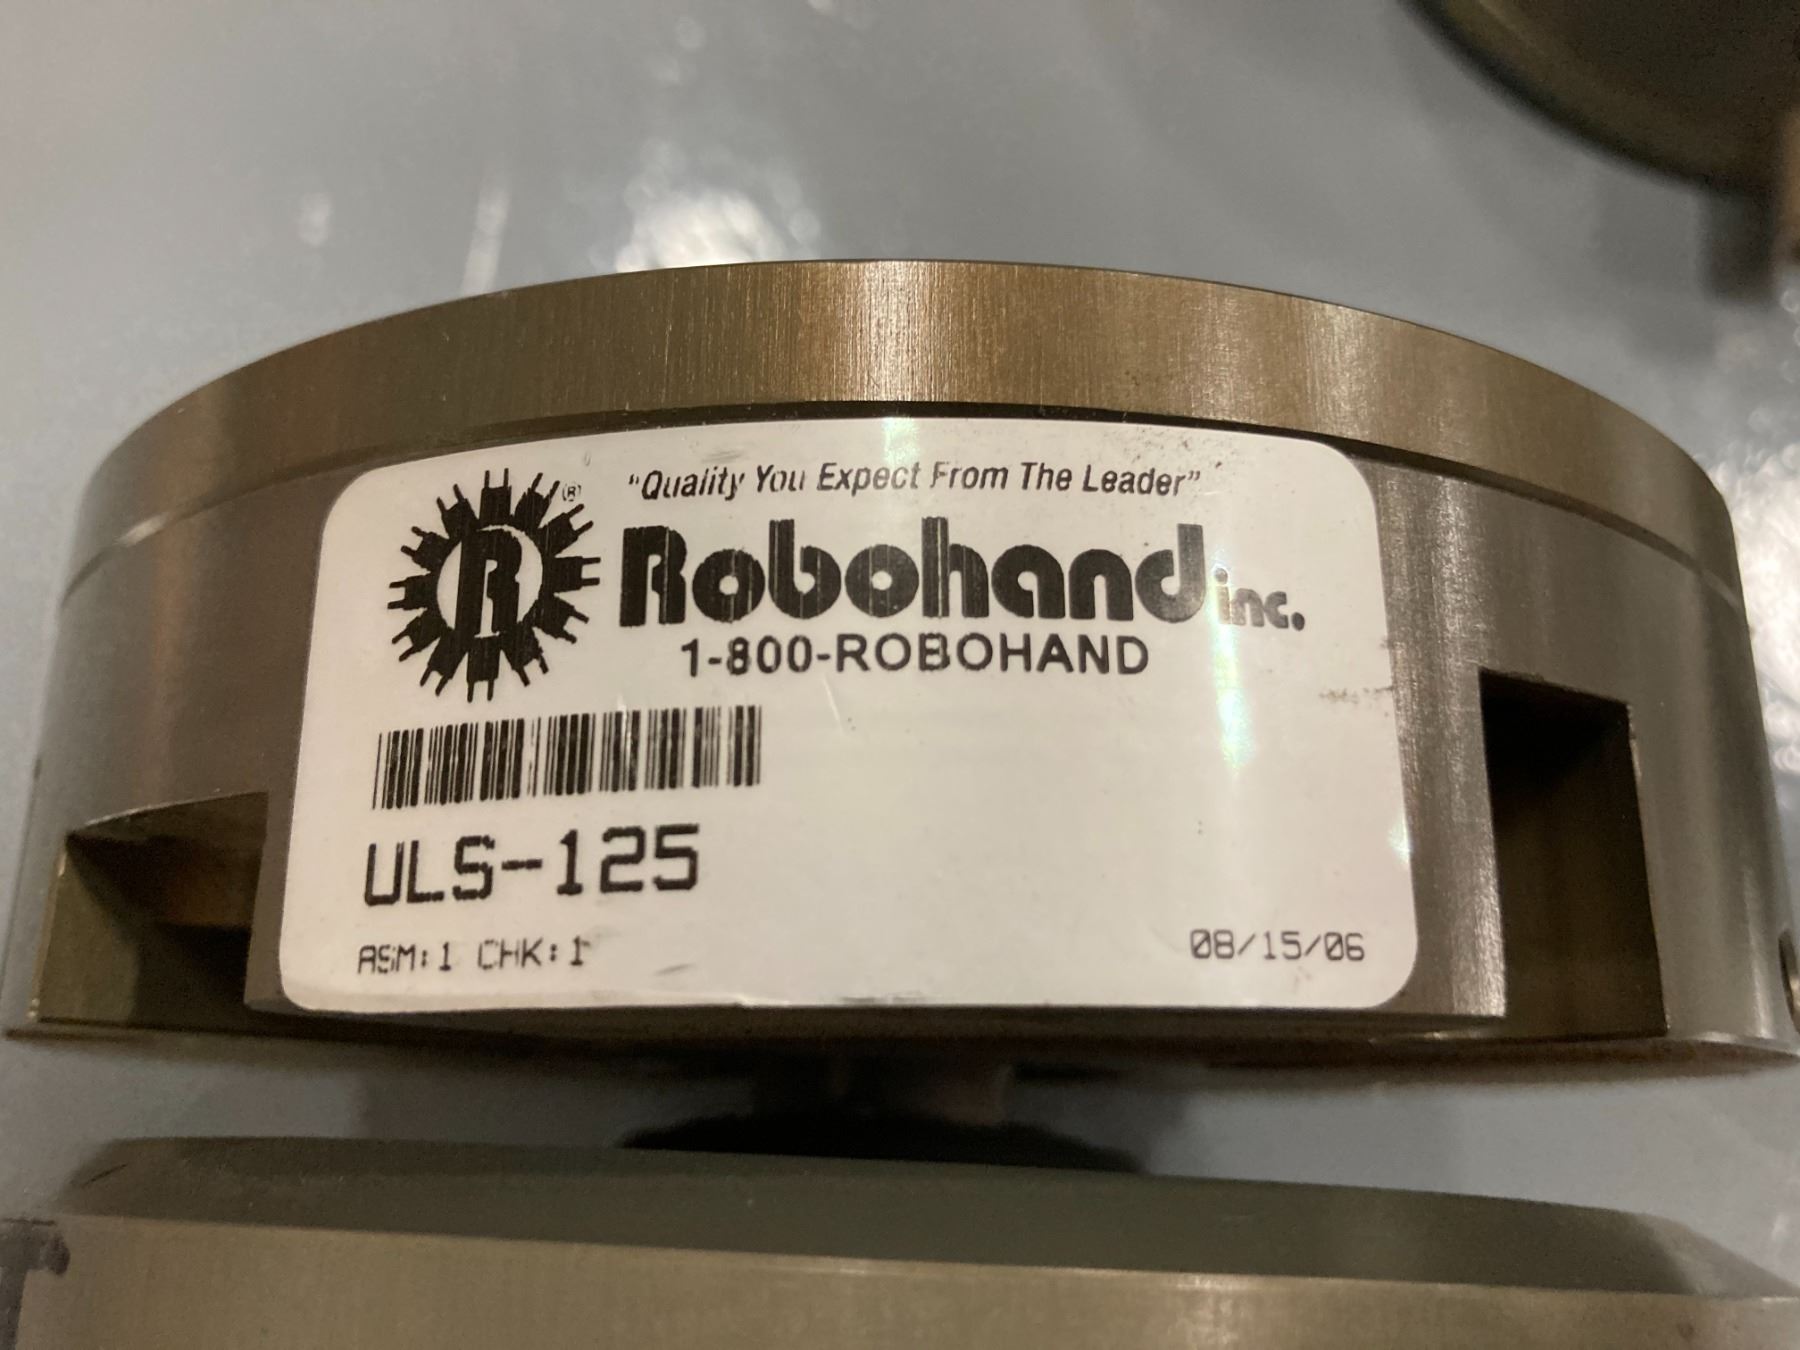 "Quality You Expect From The Leader"
R ®
Robohand inc.
1-800-ROBOHAND
ULS-125
ASM:1 CHK:1
08/15/06